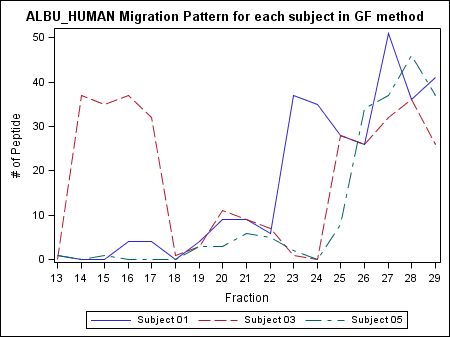 ALBU_HUMAN Migration Pattern for each subject in GF method
50
40
30
20
10
0
# of Peptide
13 14 15 16 17 18 19 20 21 22 23 24 25 26 27 28 29
Fraction
Subject 01 Subject 03 Subject 05